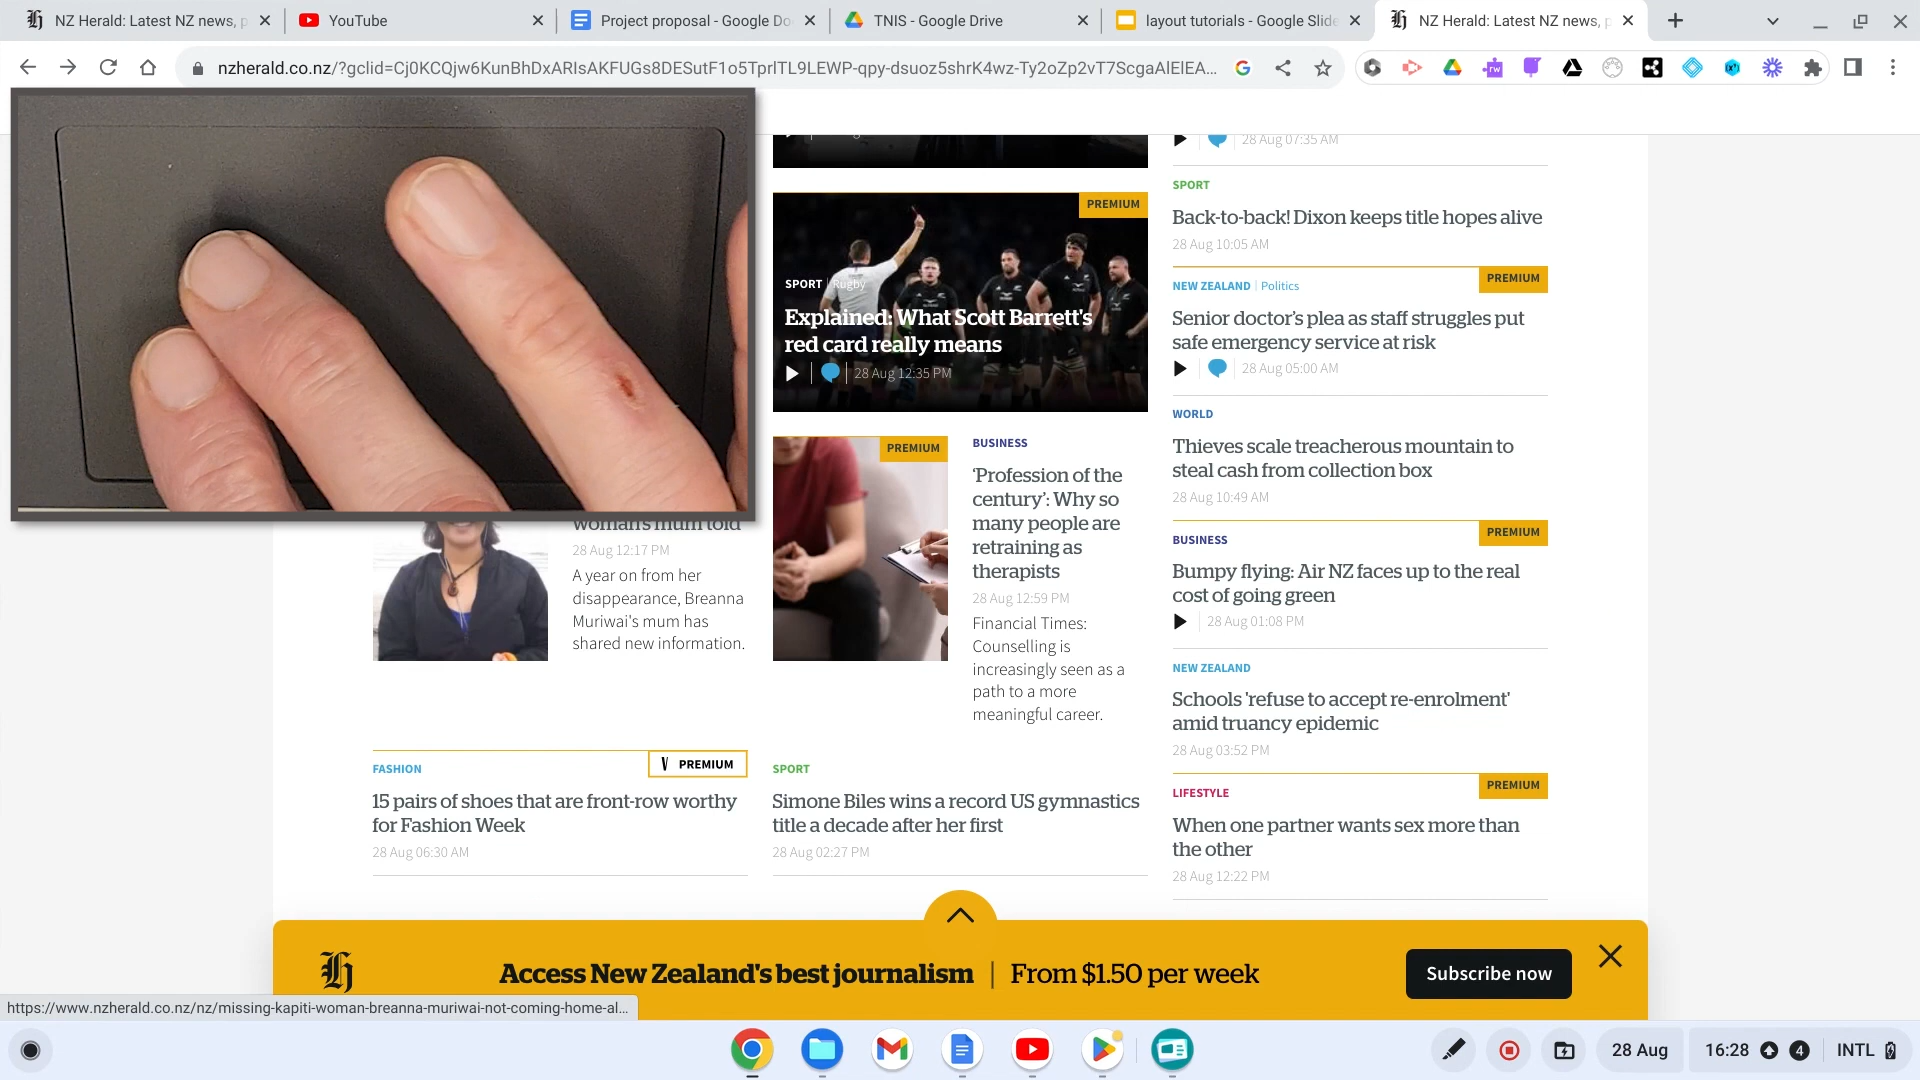 NZ Herald: Latest NZ news, p
YouTube
Project proposal - Google Do
TNIS - Google Drive
layout tutorials - Google Slide
NZ Herald: Latest NZ news, p
nzherald.co.nz/?gclid=Cj0KCQjw6KunBhDxARIsAKFUGs8DESutF1o5TprlTL9LEWP-qpy-dsuoz5shrK4wz-Ty2oZp2vT7ScgaAlElEA...
woman's mum told
28 Aug 12:17 PM
A year on from her
disappearance, Breanna
Muriwai's mum has
shared new information.
V PREMIUM
FASHION
15 pairs of shoes that are front-row worthy
for Fashion Week
28 Aug 06:30 AM
PREMIUM
SPORT | Rugby
Explained: What Scott Barrett's
red card really means
28 Aug 12:35 PM
PREMIUM
BUSINESS
'Profession of the
century': Why so
many people are
retraining as
therapists
28 Aug 12:59 PM
Financial Times:
Counselling is
increasingly seen as a
path to a more
meaningful career.
SPORT
Simone Biles wins a record US gymnastics
title a decade after her first
28 Aug 02:27 PM
28 Aug 07:35 AM
SPORT
Back-to-back! Dixon keeps title hopes alive
28 Aug 10:05 AM
PREMIUM
NEW ZEALAND | Politics
Senior doctor's plea as staff struggles put
safe emergency service at risk
28 Aug 05:00 AM
WORLD
Thieves scale treacherous mountain to
steal cash from collection box
28 Aug 10:49 AM
PREMIUM
BUSINESS
Bumpy flying: Air NZ faces up to the real
cost of going green
28 Aug 01:08 PM
NEW ZEALAND
Schools 'refuse to accept re-enrolment'
amid truancy epidemic
28 Aug 03:52 PM
PREMIUM
LIFESTYLE
When one partner wants sex more than
the other
28 Aug 12:22 PM
Access New Zealand's best journalism | From $1.50 per week
Subscribe now
https://www.nzherald.co.nz/nz/missing-kapiti-woman-breanna-muriwai-not-coming-home-al...
28 Aug
16:28
4
INTL